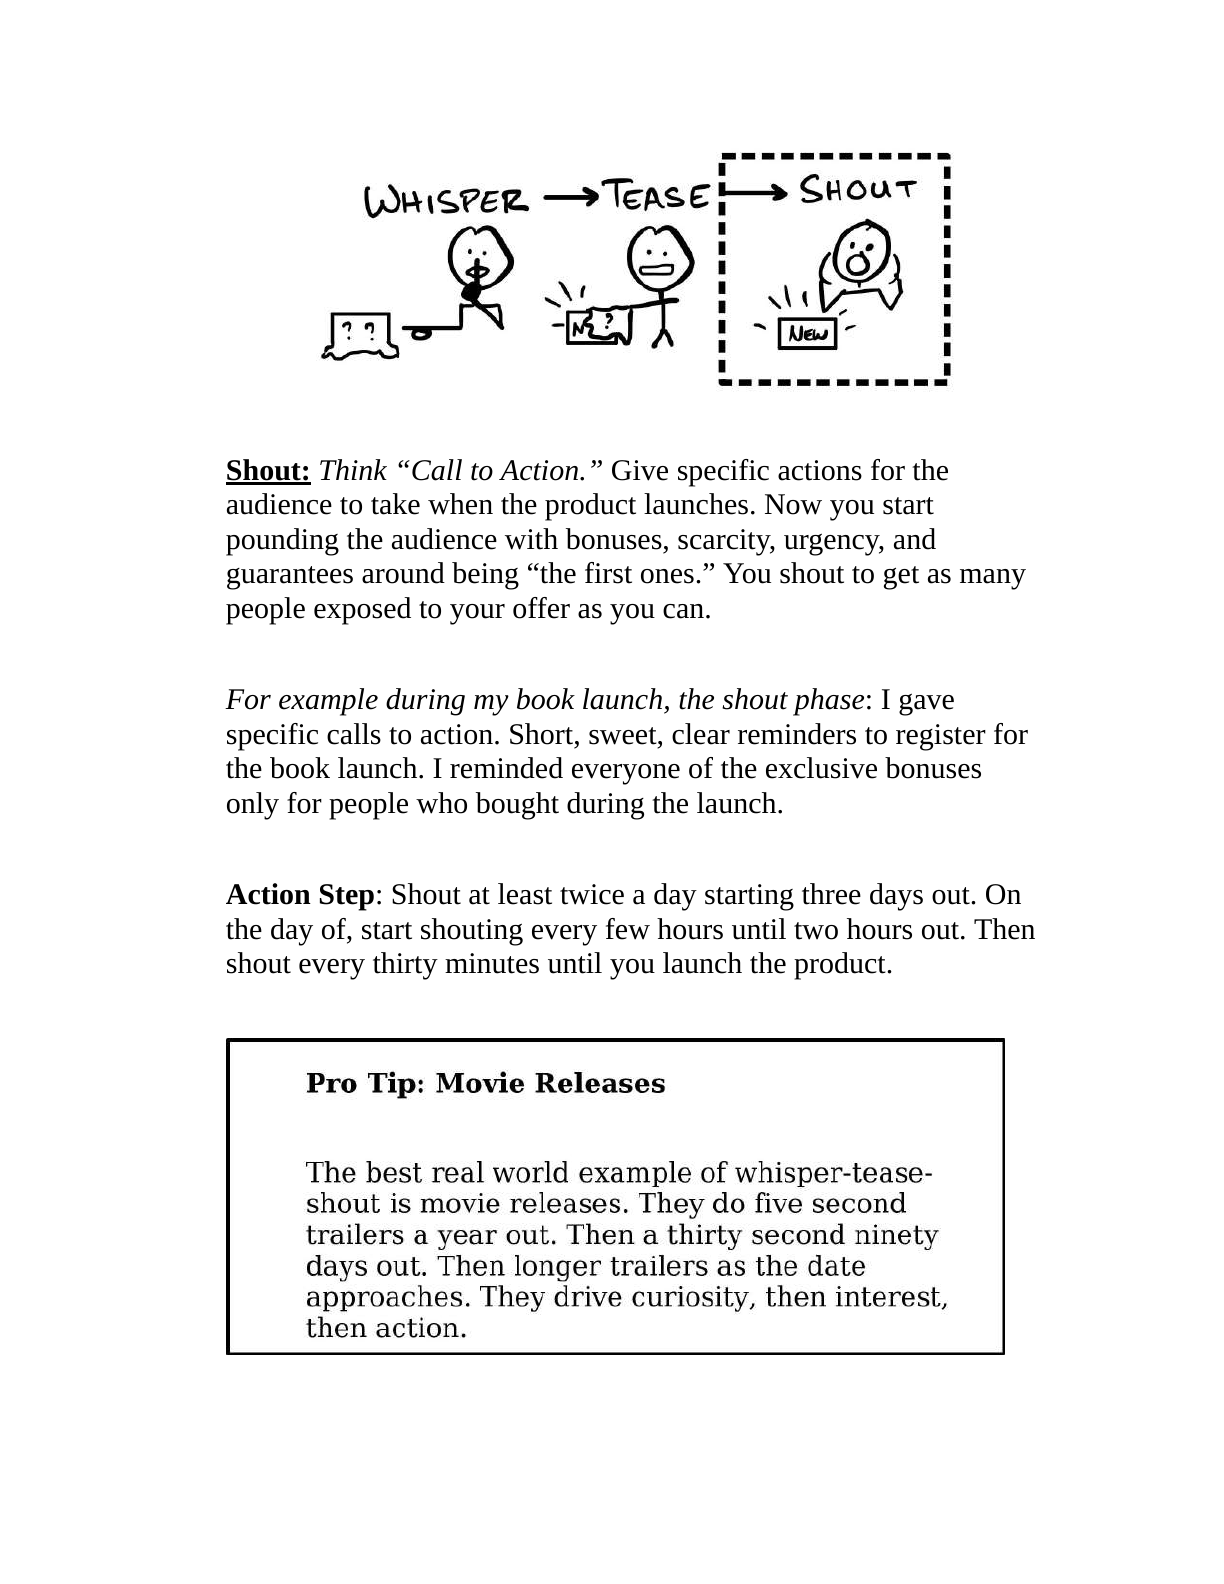 WHISPER → TEASE → SHOUT
? ? N ? NEW
Shout: Think “Call to Action.” Give specific actions for the
audience to take when the product launches. Now you start
pounding the audience with bonuses, scarcity, urgency, and
guarantees around being “the first ones.” You shout to get as many
people exposed to your offer as you can.
For example during my book launch, the shout phase: I gave
specific calls to action. Short, sweet, clear reminders to register for
the book launch. I reminded everyone of the exclusive bonuses
only for people who bought during the launch.
Action Step: Shout at least twice a day starting three days out. On
the day of, start shouting every few hours until two hours out. Then
shout every thirty minutes until you launch the product.
Pro Tip: Movie Releases
The best real world example of whisper-tease-
shout is movie releases. They do five second
trailers a year out. Then a thirty second ninety
days out. Then longer trailers as the date
approaches. They drive curiosity, then interest,
then action.